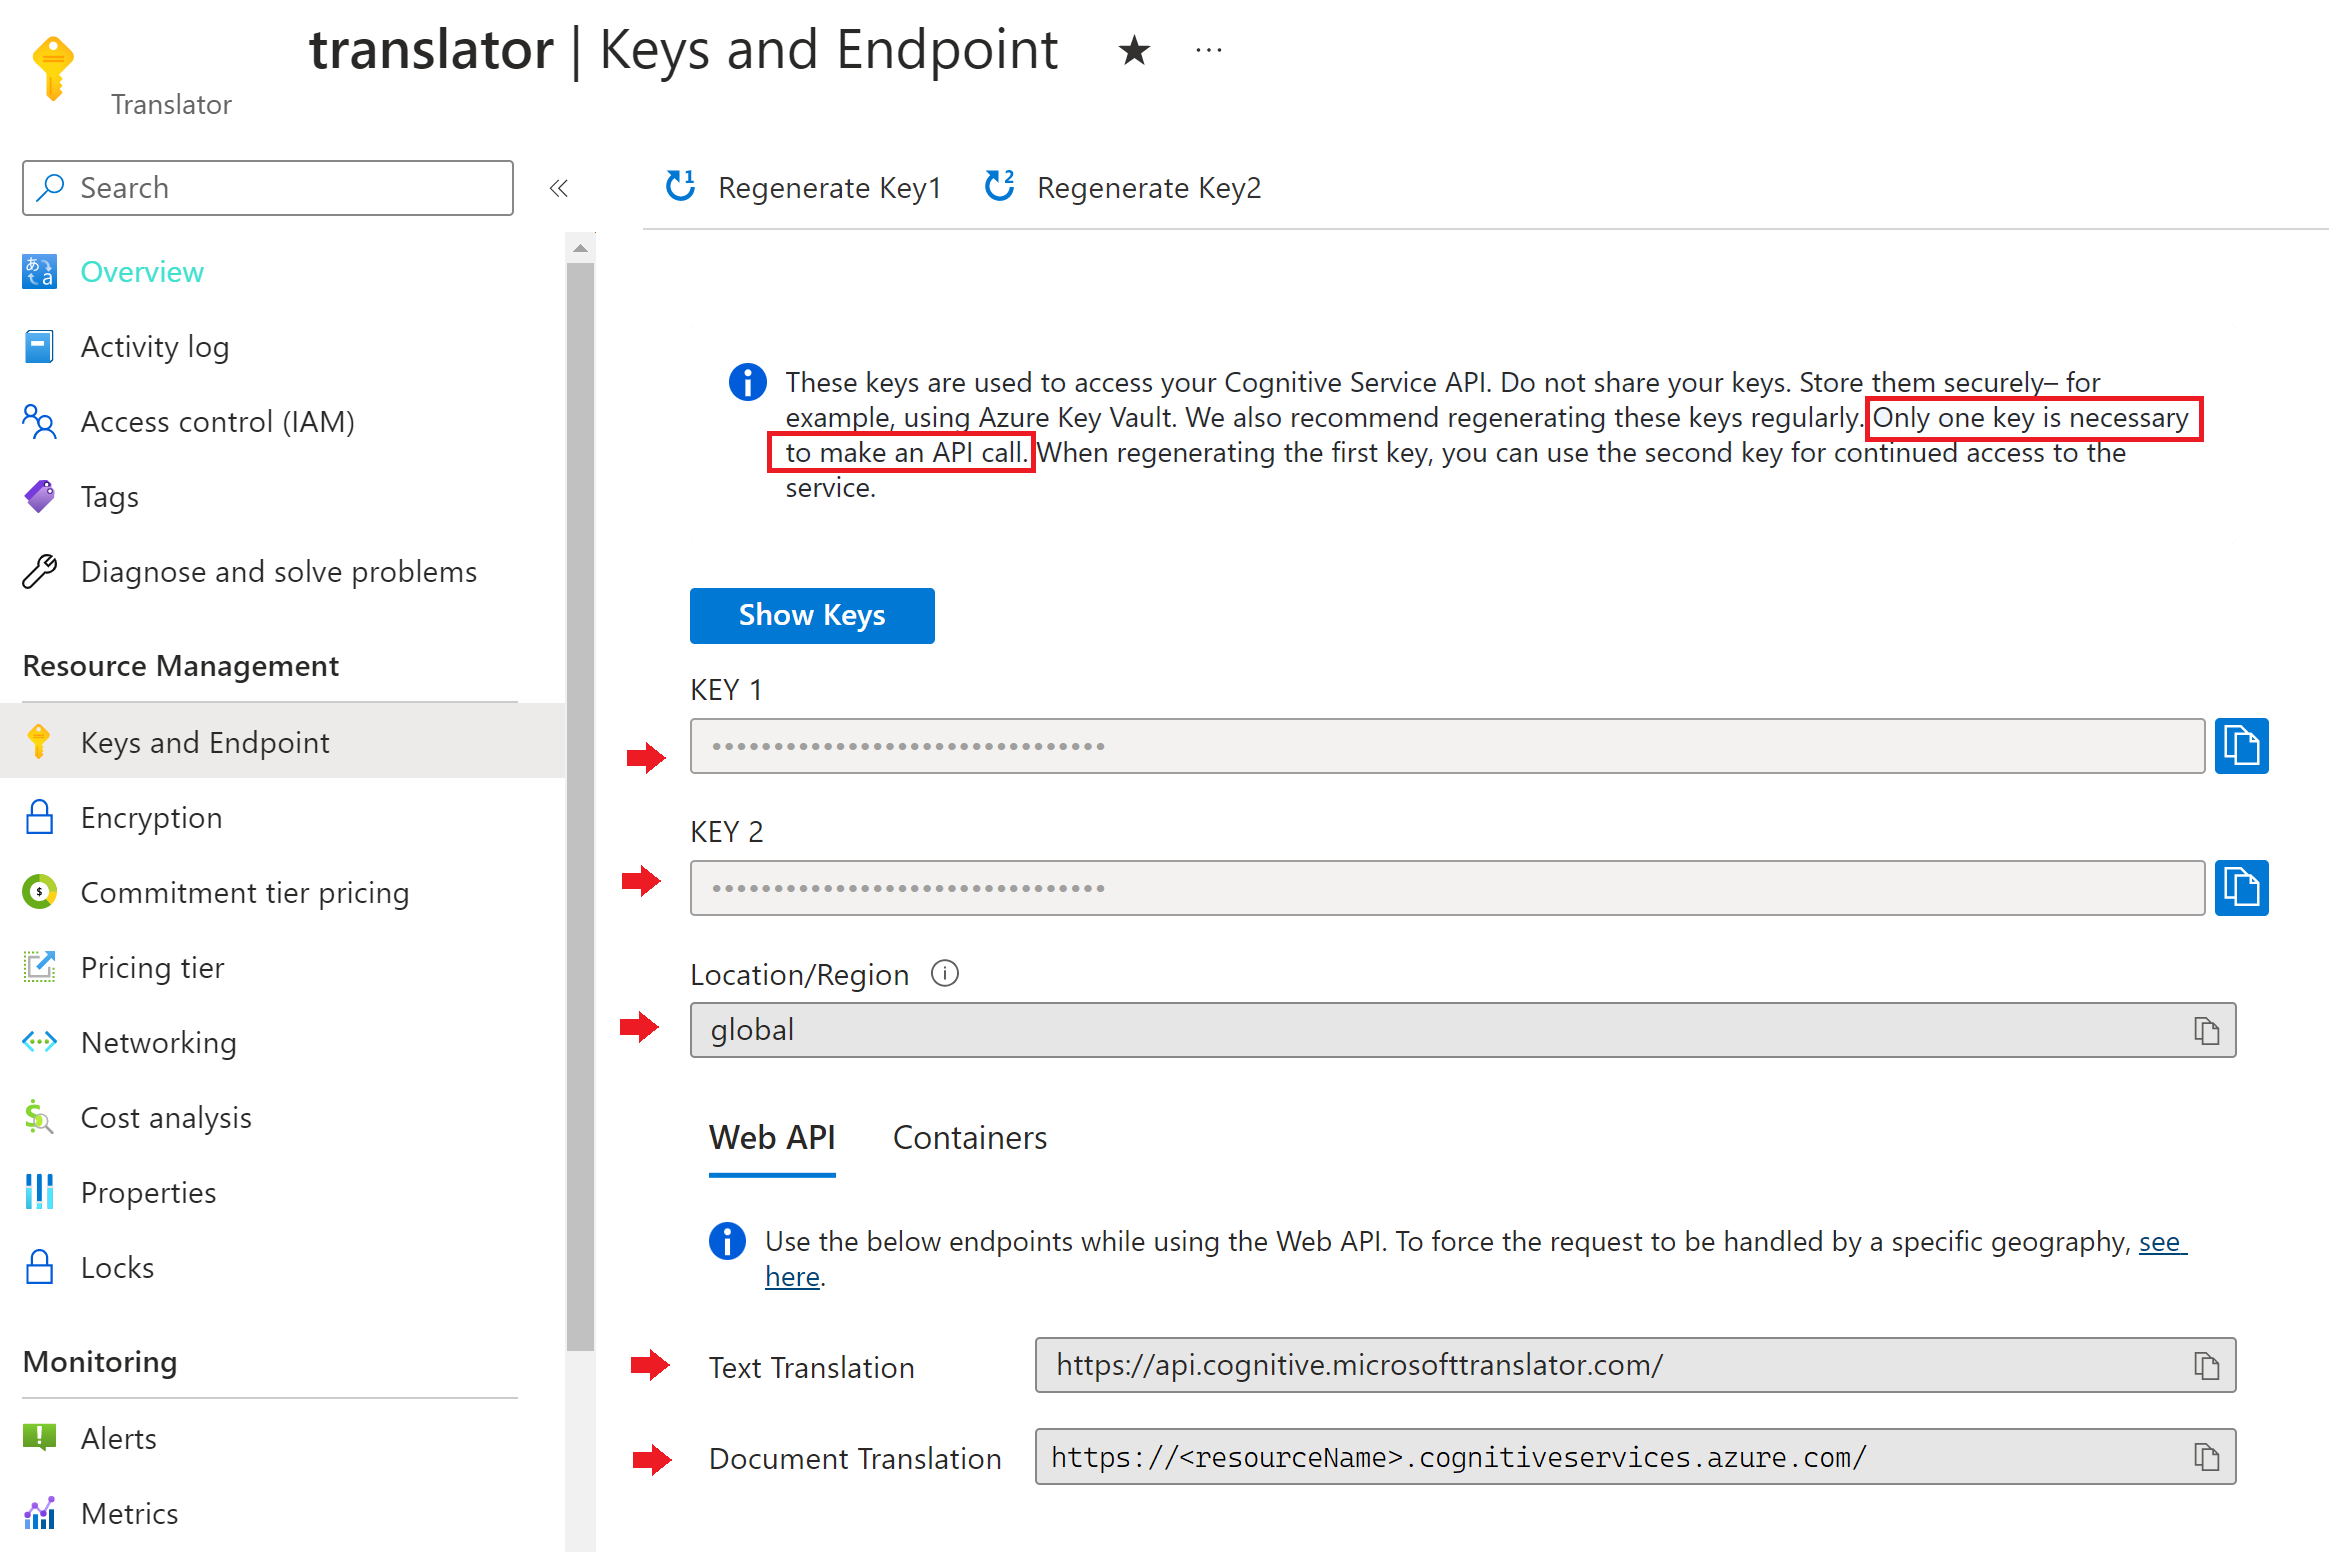 translator | Keys and Endpoint
Translator
Search
Regenerate Key1
Regenerate Key2
Overview
Activity log
Access control (IAM)
Tags
Diagnose and solve problems
Resource Management
Keys and Endpoint
Encryption
Commitment tier pricing
Pricing tier
Networking
Cost analysis
Properties
Locks
Monitoring
Alerts
Metrics
These keys are used to access your Cognitive Service API. Do not share your keys. Store them securely– for
example, using Azure Key Vault. We also recommend regenerating these keys regularly. Only one key is necessary
to make an API call. When regenerating the first key, you can use the second key for continued access to the
service.
Show Keys
KEY 1
••••••••••••••••••••••••••••••••
KEY 2
••••••••••••••••••••••••••••••••
Location/Region
global
Web API
Containers
Use the below endpoints while using the Web API. To force the request to be handled by a specific geography, see
here.
Text Translation
https://api.cognitive.microsofttranslator.com/
Document Translation
https://<resourceName>.cognitiveservices.azure.com/